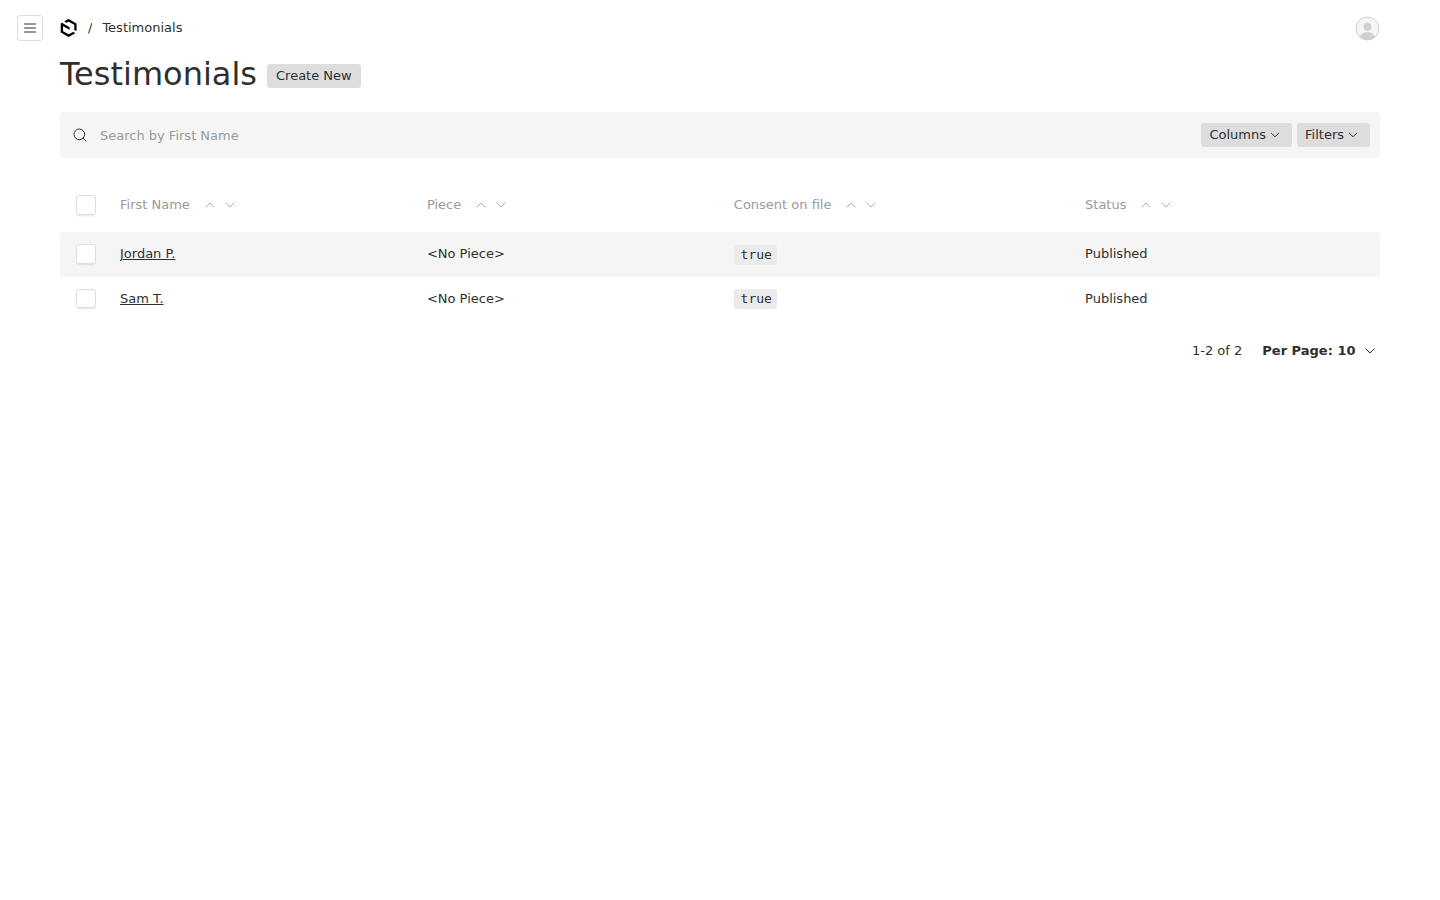 / Testimonials
Testimonials Create New
Search by First Name Columns Filters
First Name Piece Consent on file Status
Jordan P. <No Piece> true Published
Sam T. <No Piece> true Published
1-2 of 2 Per Page: 10